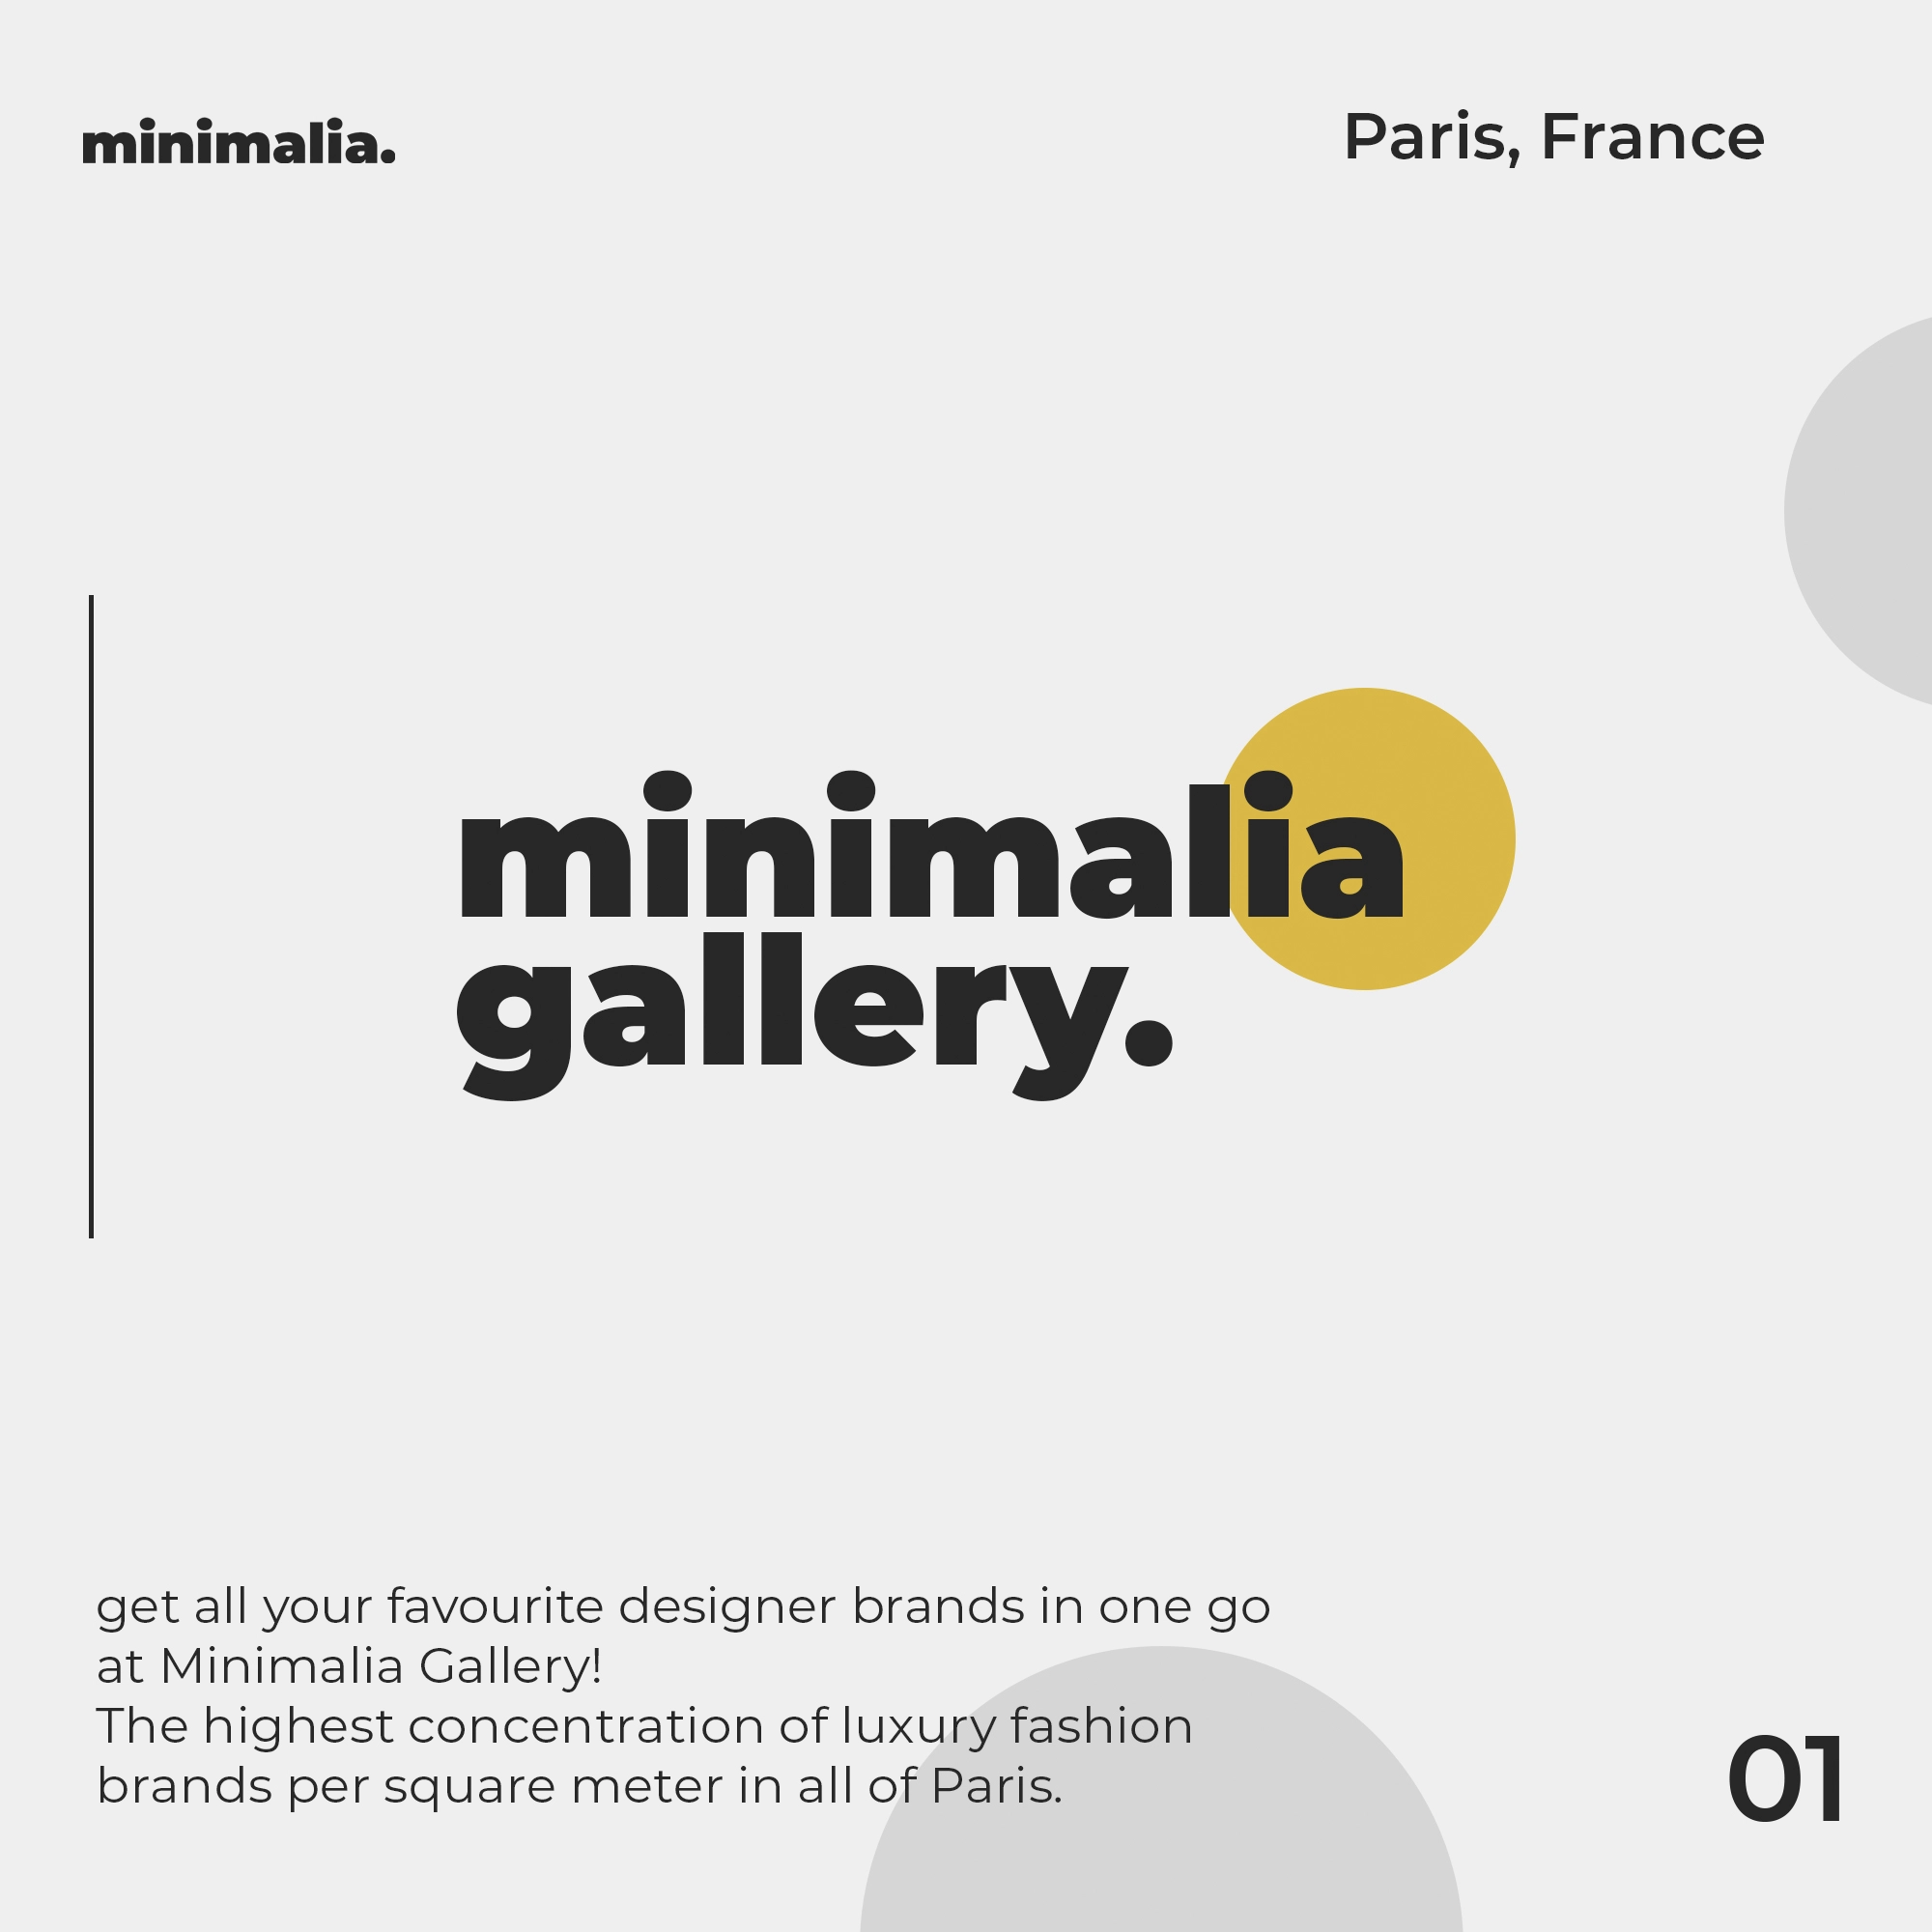 minimalia.
Paris, France
minimalia
gallery.
get all your favourite designer brands in one go
at Minimalia Gallery!
The highest concentration of luxury fashion
brands per square meter in all of Paris.
01